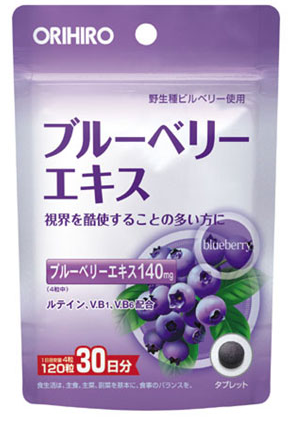 ORIHIRO
野生種ビルベリー使用
ブルーベリー
エキス
視界を酷使することの多い方に
blueberry
ブルーベリーエキス140mg
(4粒中)
ルテイン、V.B1、V.B6配合
1日目安量4粒
120粒 30日分
タブレット
食生活は、主食、主菜、副菜を基本に、食事のバランスを。